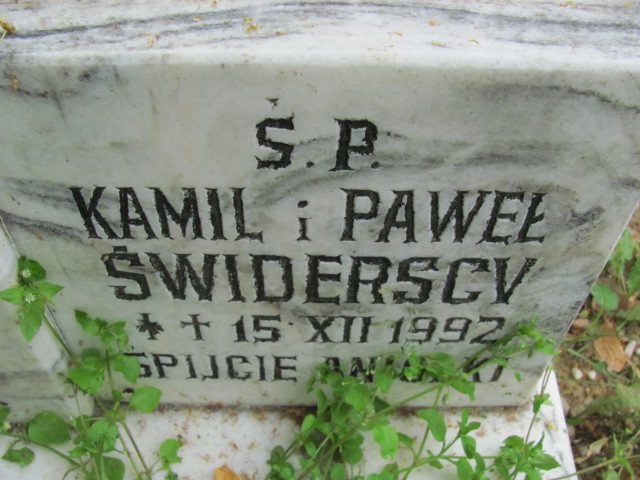 Ś.P.
KAMIL i PAWEŁ
ŚWIDERSCY
* † 15 XII 1992
ŚPIJCIE